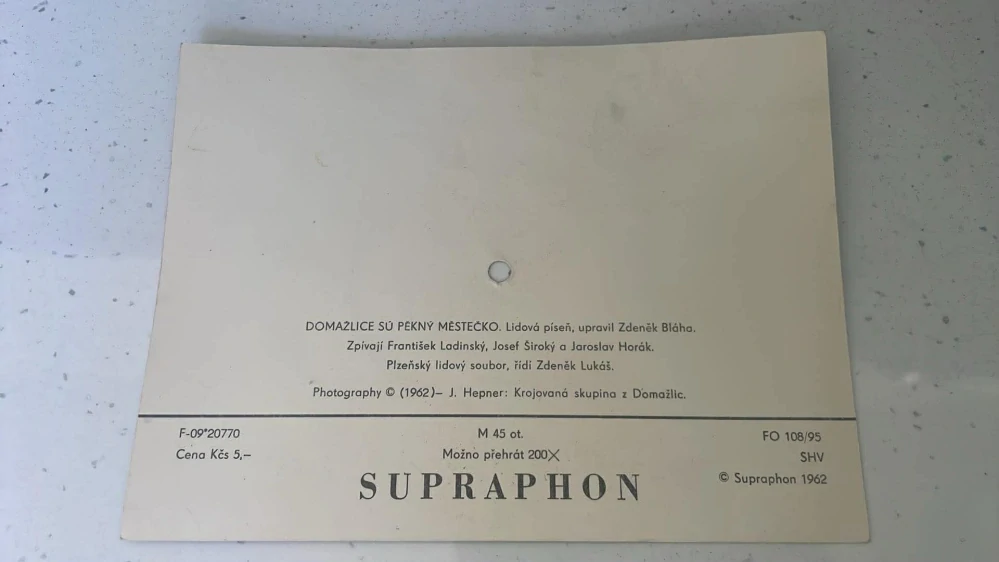 DOMAŽLICE SÚ PĚKNÝ MĚSTEČKO. Lidová píseň, upravil Zdeněk Bláha.
Zpívají František Ladinský, Josef Široký a Jaroslav Horák.
Plzeňský lidový soubor, řídí Zdeněk Lukáš.
Photography © (1962)— J. Hepner: Krojovaná skupina z Domažlic.
F-09*20770
M 45 ot.
FO 108/95
Cena Kčs 5,—
Možno přehrát 200X
SHV
SUPRAPHON
© Supraphon 1962